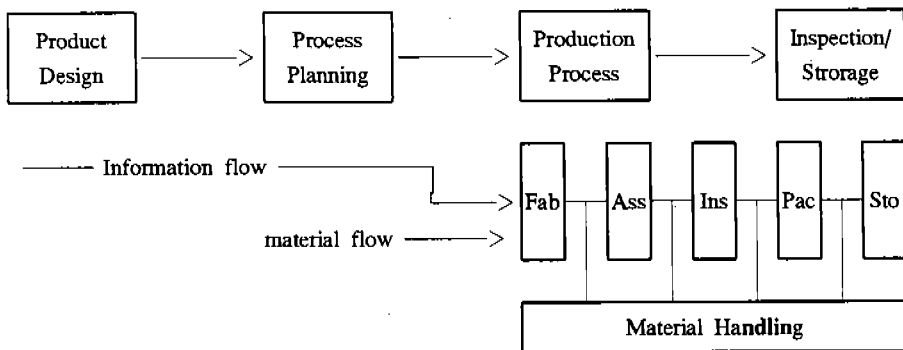 Product
Design
Process
Planning
Production
Process
Inspection/
Strorage
Information flow
Fab
Ass
Ins
Pac
Sto
material flow
Material Handling